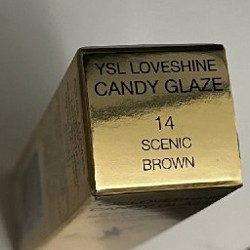 YSL LOVESHINE
CANDY GLAZE
14
SCENIC
BROWN